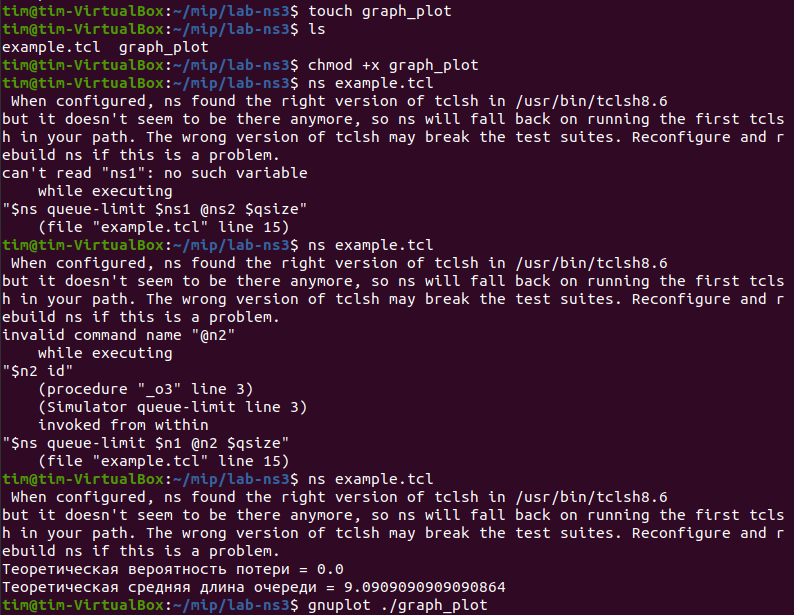 tim@tim-VirtualBox:~/mip/lab-ns3$ touch graph_plot
tim@tim-VirtualBox:~/mip/lab-ns3$ ls
example.tcl  graph_plot
tim@tim-VirtualBox:~/mip/lab-ns3$ chmod +x graph_plot
tim@tim-VirtualBox:~/mip/lab-ns3$ ns example.tcl
 When configured, ns found the right version of tclsh in /usr/bin/tclsh8.6
but it doesn't seem to be there anymore, so ns will fall back on running the first tcls
h in your path. The wrong version of tclsh may break the test suites. Reconfigure and r
ebuild ns if this is a problem.
can't read "ns1": no such variable
    while executing
"$ns queue-limit $ns1 @ns2 $qsize"
    (file "example.tcl" line 15)
tim@tim-VirtualBox:~/mip/lab-ns3$ ns example.tcl
 When configured, ns found the right version of tclsh in /usr/bin/tclsh8.6
but it doesn't seem to be there anymore, so ns will fall back on running the first tcls
h in your path. The wrong version of tclsh may break the test suites. Reconfigure and r
ebuild ns if this is a problem.
invalid command name "@n2"
    while executing
"$n2 id"
    (procedure "_o3" line 3)
    (Simulator queue-limit line 3)
    invoked from within
"$ns queue-limit $n1 @n2 $qsize"
    (file "example.tcl" line 15)
tim@tim-VirtualBox:~/mip/lab-ns3$ ns example.tcl
 When configured, ns found the right version of tclsh in /usr/bin/tclsh8.6
but it doesn't seem to be there anymore, so ns will fall back on running the first tcls
h in your path. The wrong version of tclsh may break the test suites. Reconfigure and r
ebuild ns if this is a problem.
Теоретическая вероятность потери = 0.0
Теоретическая средняя длина очереди = 9.0909090909090864
tim@tim-VirtualBox:~/mip/lab-ns3$ gnuplot ./graph_plot